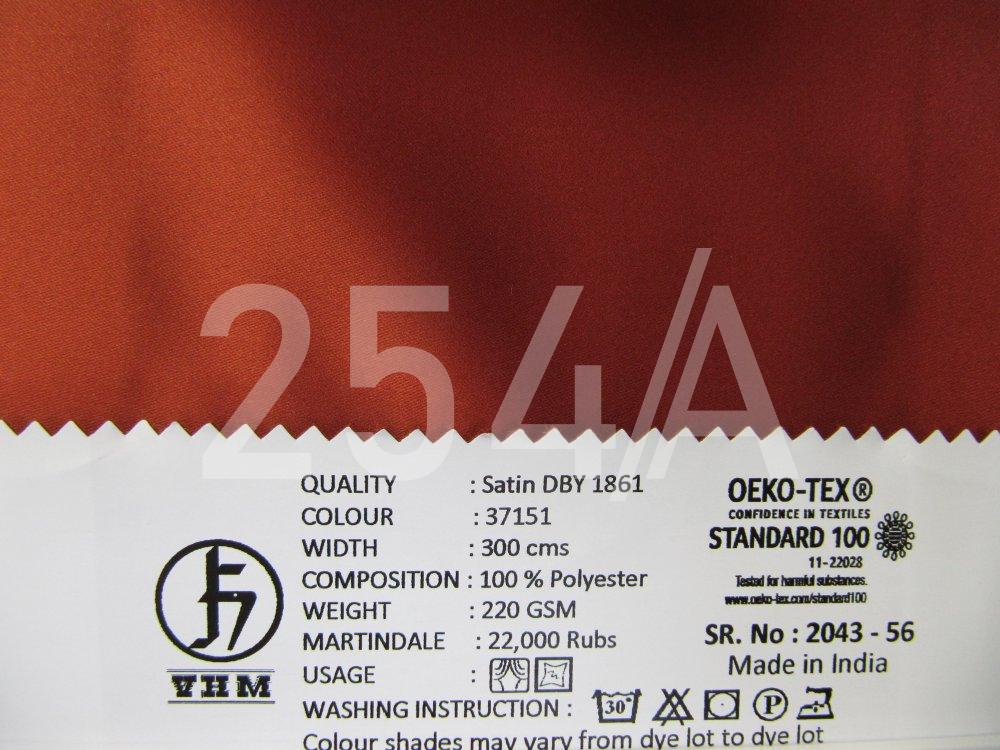 254/A
QUALITY : Satin DBY 1861
COLOUR : 37151
WIDTH : 300 cms
COMPOSITION : 100 % Polyester
WEIGHT : 220 GSM
MARTINDALE : 22,000 Rubs
USAGE :
WASHING INSTRUCTION : 30° P
Colour shades may vary from dye lot to dye lot
VHM
OEKO-TEX®
CONFIDENCE IN TEXTILES
STANDARD 100
11-22028
Tested for harmful substances.
www.oeko-tex.com/standard100
SR. No : 2043 - 56
Made in India